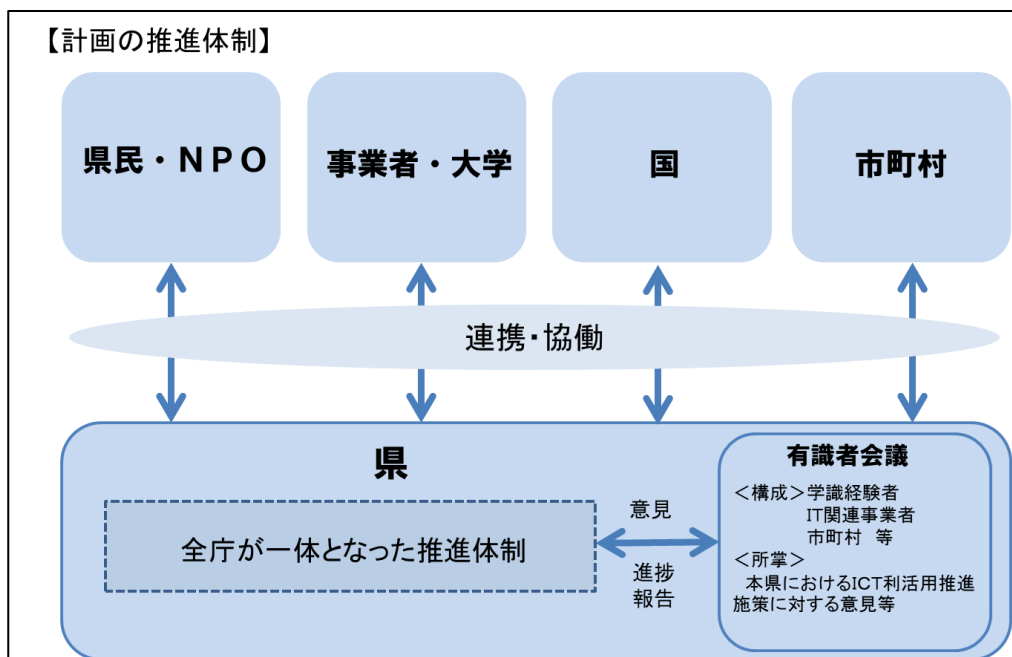 【計画の推進体制】
県民・NPO
事業者・大学
国
市町村
連携・協働
県
全庁が一体となった推進体制
意見
進捗
報告
有識者会議
＜構成＞学識経験者
IT関連事業者
市町村 等
＜所掌＞
本県におけるICT利活用推進
施策に対する意見等